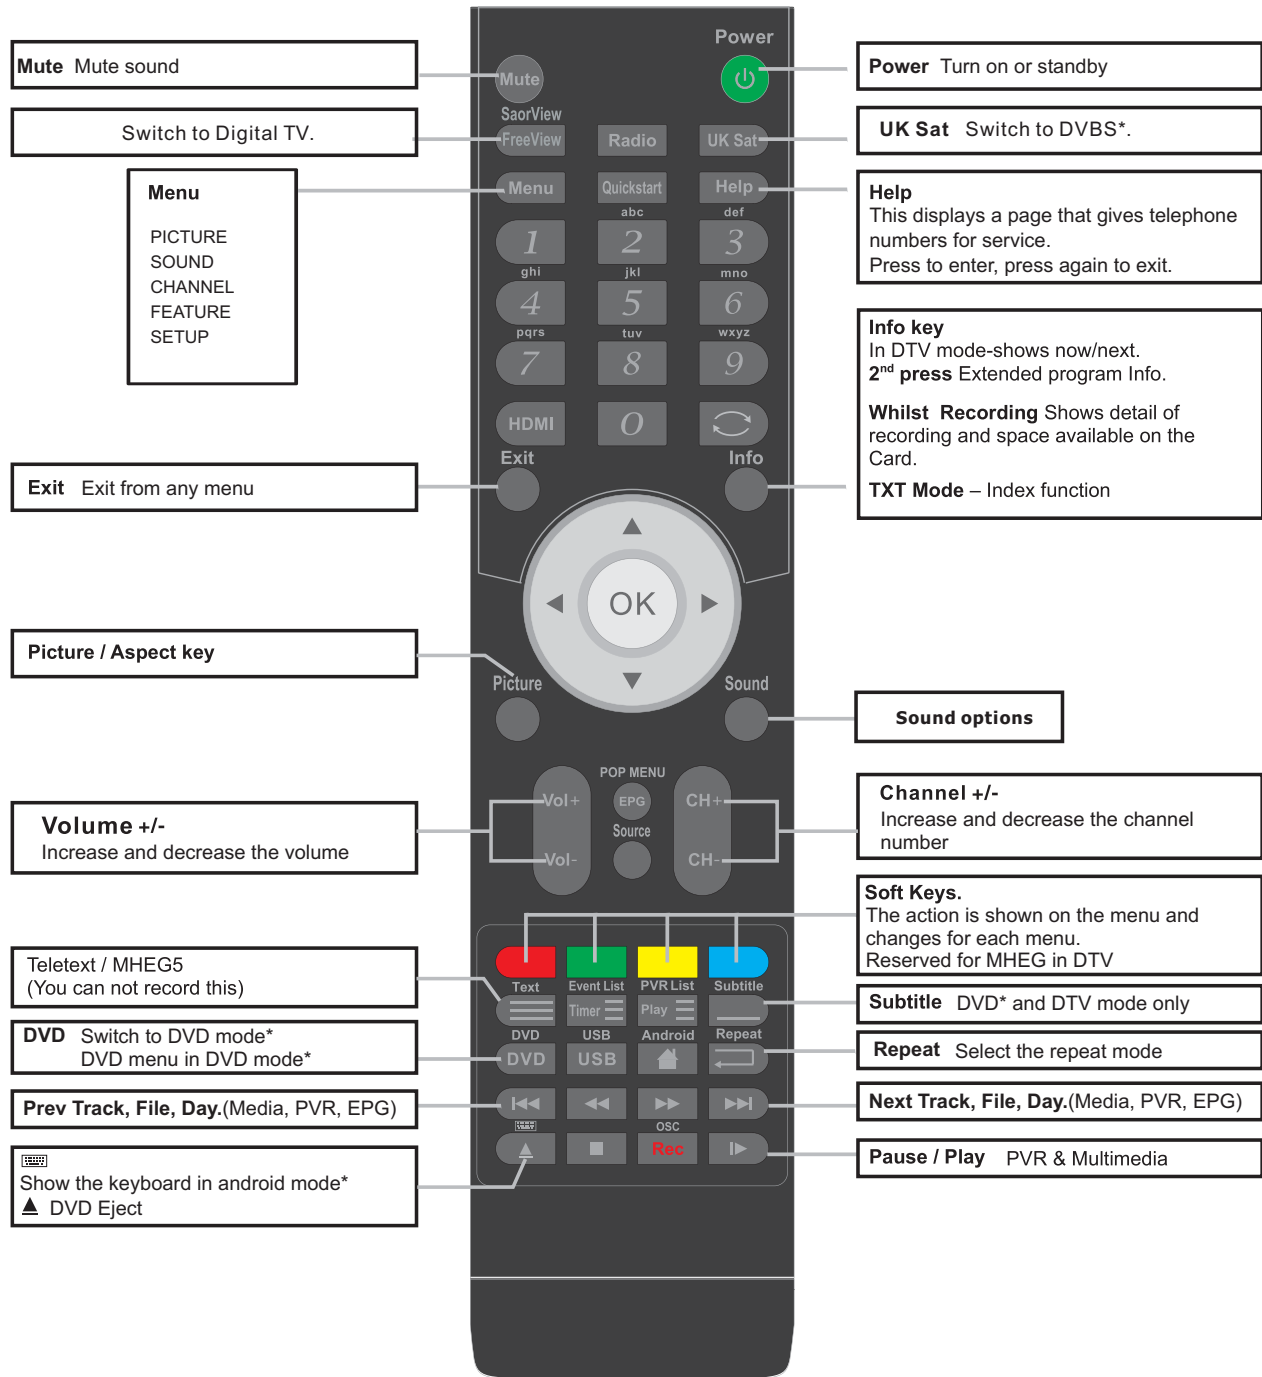 Mute Mute sound
Switch to Digital TV.
Menu
PICTURE
SOUND
CHANNEL
FEATURE
SETUP
Exit Exit from any menu
Picture / Aspect key
Volume +/-
Increase and decrease the volume
Teletext / MHEG5
(You can not record this)
DVD Switch to DVD mode*
DVD menu in DVD mode*
Prev Track, File, Day.(Media, PVR, EPG)
Show the keyboard in android mode*
DVD Eject
Power
Mute
SaorView
FreeView Radio UK Sat
Menu Quickstart Help
abc def
1 2 3
ghi jkl mno
4 5 6
pqrs tuv wxyz
7 8 9
HDMI 0
Exit Info
OK
Picture Sound
POP MENU
Vol+ EPG CH+
Source
Vol- CH-
Text Event List PVR List Subtitle
Timer Play
DVD USB Android Repeat
DVD USB
OSC
Rec
Power Turn on or standby
UK Sat Switch to DVBS*.
Help
This displays a page that gives telephone
numbers for service.
Press to enter, press again to exit.
Info key
In DTV mode-shows now/next.
2nd press Extended program Info.
Whilst Recording Shows detail of
recording and space available on the
Card.
TXT Mode – Index function
Sound options
Channel +/-
Increase and decrease the channel
number
Soft Keys.
The action is shown on the menu and
changes for each menu.
Reserved for MHEG in DTV
Subtitle DVD* and DTV mode only
Repeat Select the repeat mode
Next Track, File, Day.(Media, PVR, EPG)
Pause / Play PVR & Multimedia